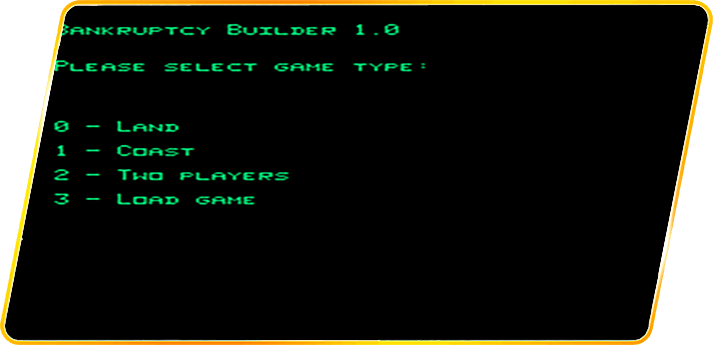 Bankruptcy Builder 1.0
Please select game type:
0 - Land
1 - Coast
2 - Two players
3 - Load game